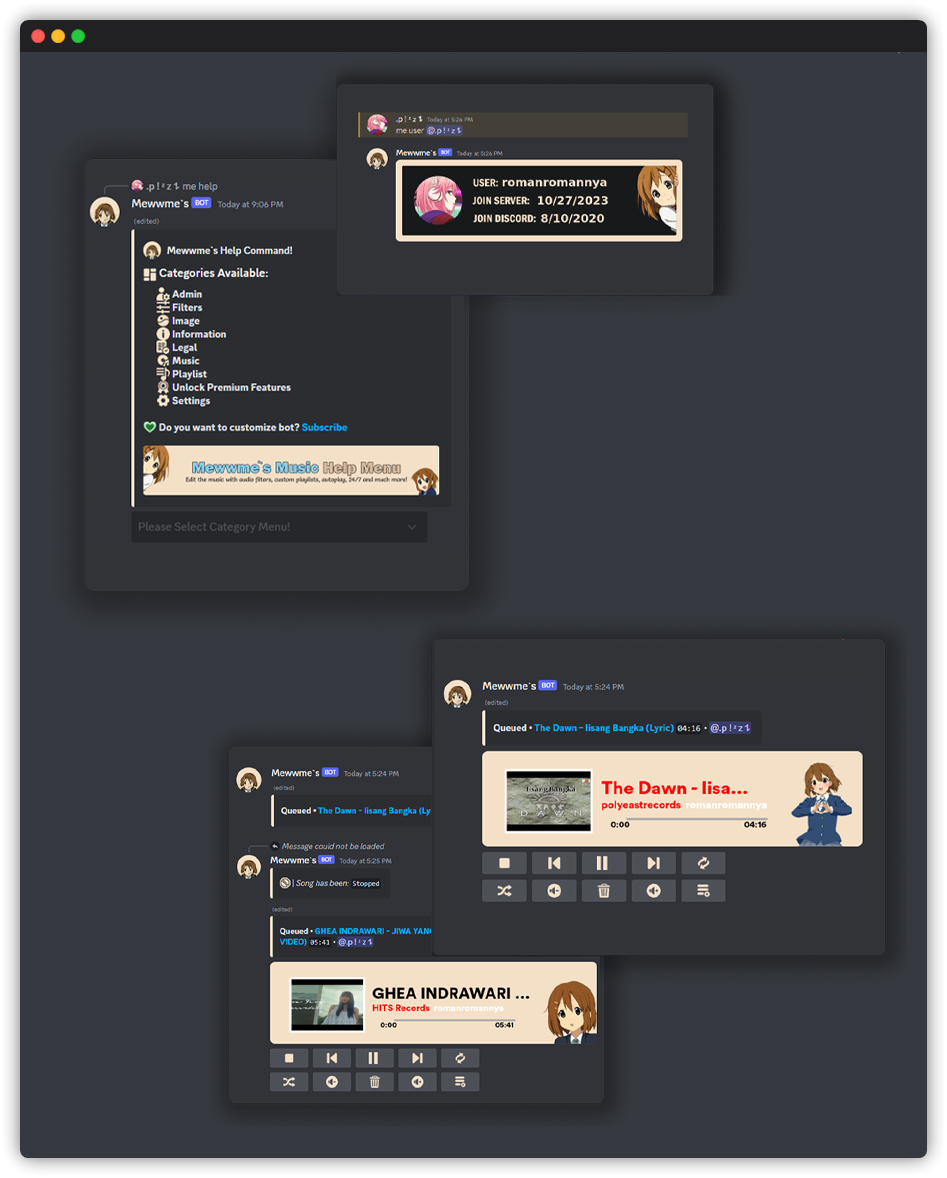 .p!ᶻz⇅ Today at 5:26 PM
me user @.p!ᶻz⇅
Mewwme`s BOT Today at 5:26 PM
USER: romanromannya
JOIN SERVER: 10/27/2023
JOIN DISCORD: 8/10/2020
.p!ᶻz⇅ me help
Mewwme`s BOT Today at 9:06 PM
(edited)
Mewwme`s Help Command!
Categories Available:
Admin
Filters
Image
Information
Legal
Music
Playlist
Unlock Premium Features
Settings
Do you want to customize bot? Subscribe
Mewwme`s Music Help Menu
Edit the music with audio filters, custom playlists, autoplay, 24/7 and much more!
Please Select Category Menu!
Mewwme`s BOT Today at 5:24 PM
(edited)
Queued • The Dawn - Iisang Bangka (Lyric) 04:16 • @.p!ᶻz⇅
Iisang Bangka
DAWN
The Dawn - Iisa...
polyeastrecords romanromannya
0:00 04:16
Mewwme`s BOT Today at 5:24 PM
(edited)
Queued • The Dawn - Iisang Bangka (Ly
Message could not be loaded
Mewwme`s BOT Today at 5:25 PM
| Song has been: Stopped
(edited)
Queued • GHEA INDRAWARI - JIWA YANG
VIDEO) 05:41 • @.p!ᶻz⇅
GHEA INDRAWARI ...
HITS Records romanromannya
0:00 05:41